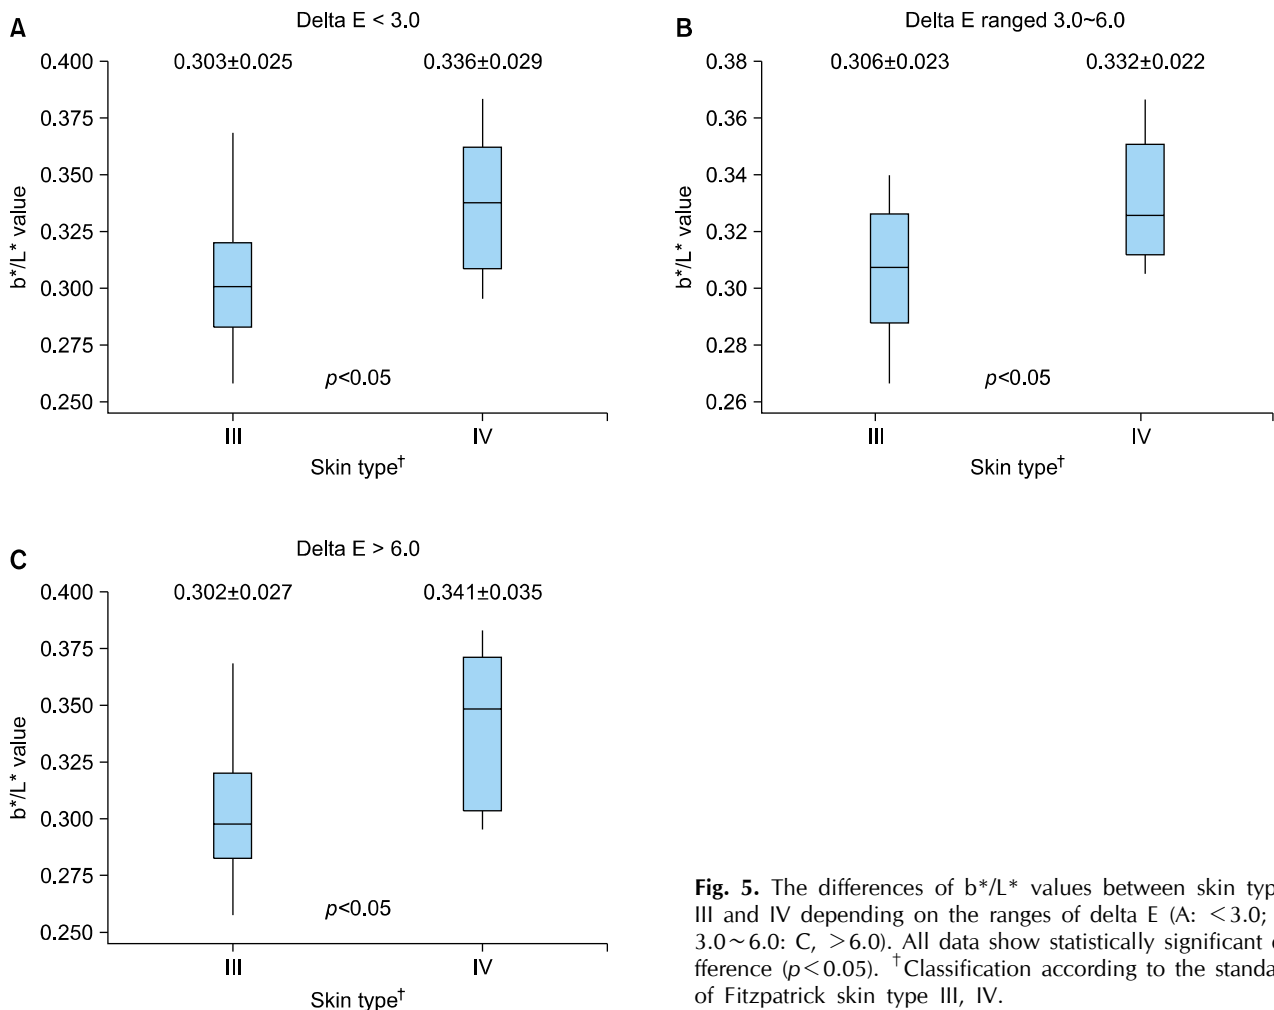 A
Delta E < 3.0
0.303±0.025
0.336±0.029
0.400
0.375
0.350
0.325
0.300
0.275
0.250
b*/L* value
p<0.05
III
IV
Skin type†
B
Delta E ranged 3.0~6.0
0.306±0.023
0.332±0.022
0.38
0.36
0.34
0.32
0.30
0.28
0.26
b*/L* value
p<0.05
III
IV
Skin type†
C
Delta E > 6.0
0.302±0.027
0.341±0.035
0.400
0.375
0.350
0.325
0.300
0.275
0.250
b*/L* value
p<0.05
III
IV
Skin type†
Fig. 5. The differences of b*/L* values between skin typ
III and IV depending on the ranges of delta E (A: <3.0;
3.0~6.0: C, >6.0). All data show statistically significant
fference (p<0.05). †Classification according to the standa
of Fitzpatrick skin type III, IV.